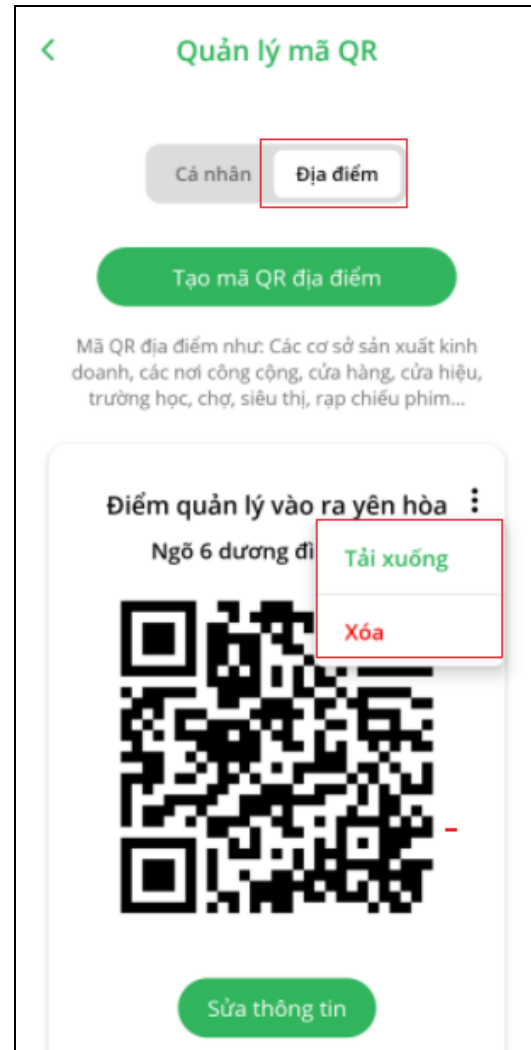 Quản lý mã QR
Cá nhân Địa điểm
Tạo mã QR địa điểm
Mã QR địa điểm như: Các cơ sở sản xuất kinh
doanh, các nơi công cộng, cửa hàng, cửa hiệu,
trường học, chợ, siêu thị, rạp chiếu phim...
Điểm quản lý vào ra yên hòa
Ngõ 6 dương đì
Tải xuống
Xóa
Sửa thông tin